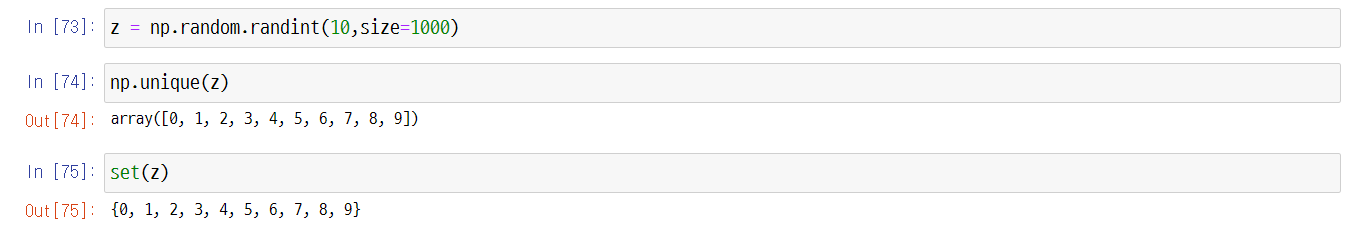 In [73]: z = np.random.randint(10,size=1000)
In [74]: np.unique(z)
Out[74]: array([0, 1, 2, 3, 4, 5, 6, 7, 8, 9])
In [75]: set(z)
Out[75]: {0, 1, 2, 3, 4, 5, 6, 7, 8, 9}